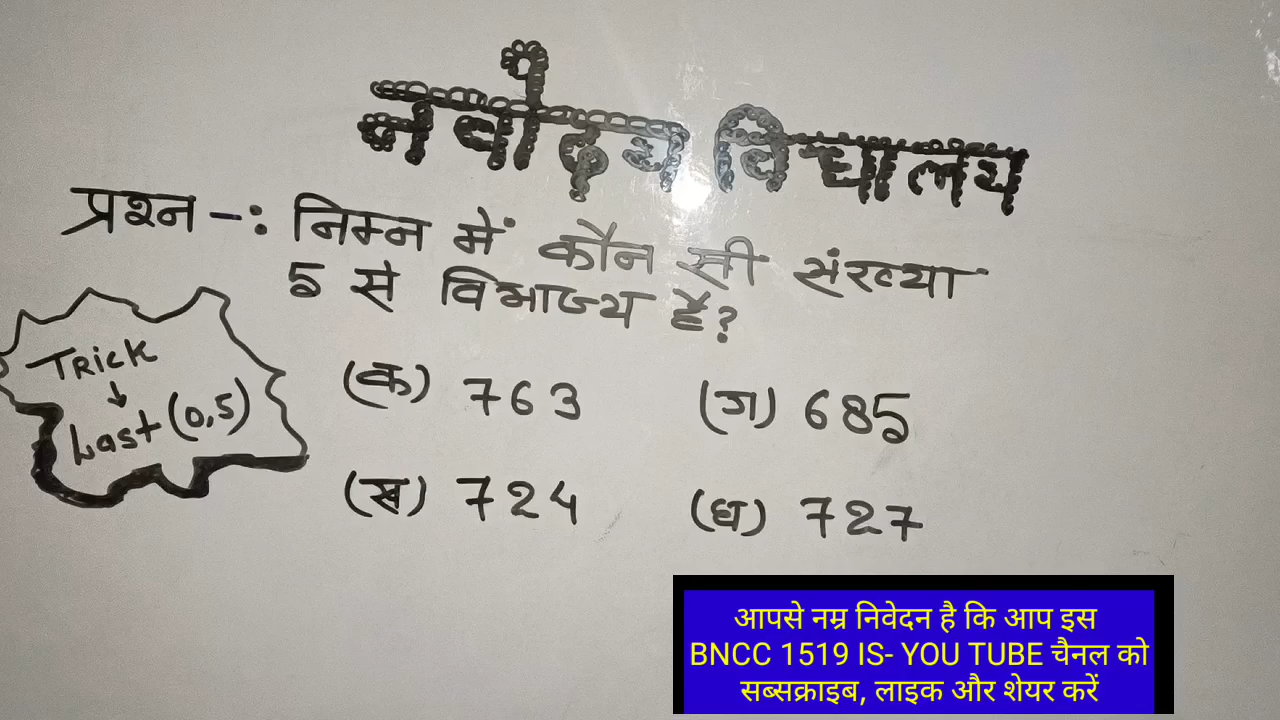 नवोदय विद्यालय
प्रश्न -: निम्न में कौन सी संख्या
5 से विभाज्य है?
Trick
↓
Last (0,5)
(क) 763 (ग) 685
(ख) 724 (घ) 727
आपसे नम्र निवेदन है कि आप इस
BNCC 1519 IS- YOU TUBE चैनल को
सब्सक्राइब, लाइक और शेयर करें